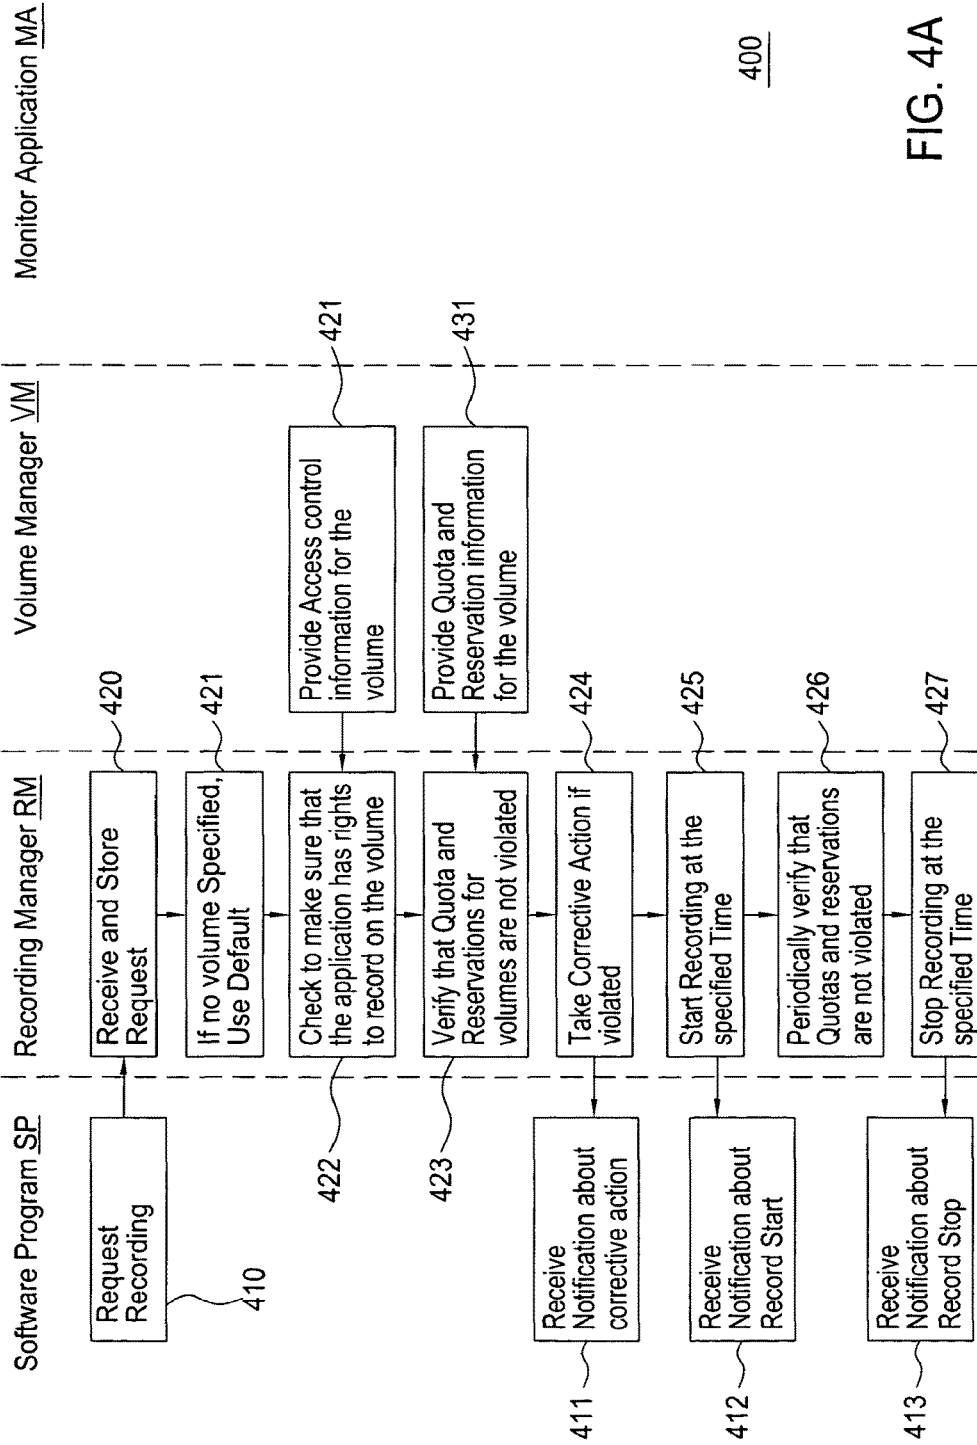 Software Program SP
Recording Manager RM
Volume Manager VM
Monitor Application MA
Request
Recording
410
Receive and Store
Request
420
If no volume Specified,
Use Default
421
Check to make sure that
the application has rights
to record on the volume
422
Provide Access control
information for the
volume
421
Verify that Quota and
Reservations for
volumes are not violated
423
Provide Quota and
Reservation information
for the volume
431
Take Corrective Action if
violated
424
Receive
Notification about
corrective action
411
Start Recording at the
specified Time
425
Receive
Notification about
Record Start
412
Periodically verify that
Quotas and reservations
are not violated
426
Stop Recording at the
specified Time
427
Receive
Notification about
Record Stop
413
400
FIG. 4A